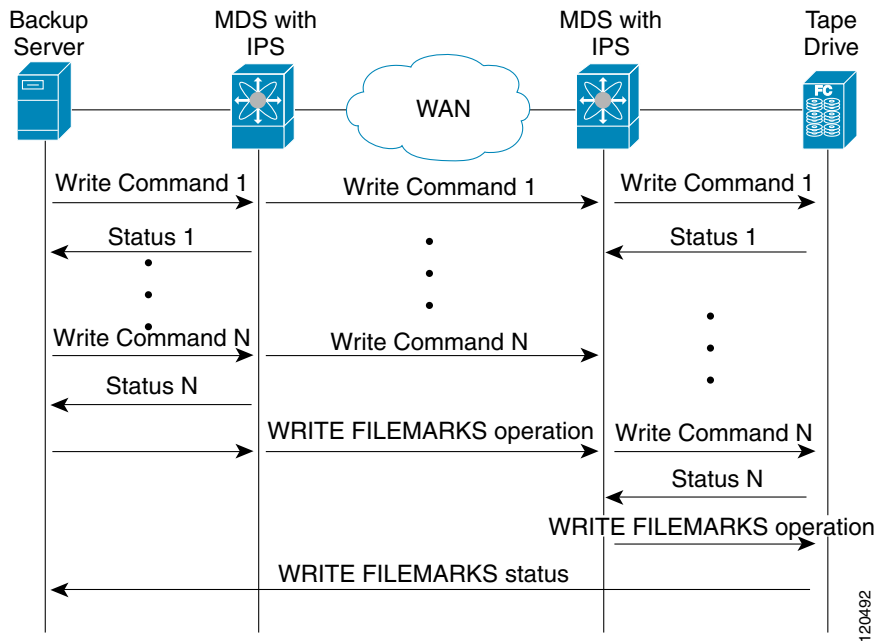 Backup
Server
MDS with
IPS
MDS with
IPS
Tape
Drive
WAN
FC
Write Command 1
Write Command 1
Write Command 1
Status 1
Status 1
Write Command N
Write Command N
Status N
WRITE FILEMARKS operation
Write Command N
Status N
WRITE FILEMARKS operation
WRITE FILEMARKS status
120492